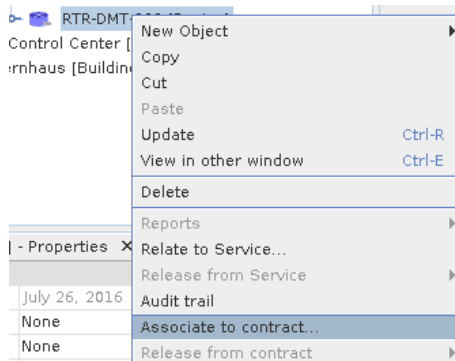 RTR-DMT-
New Object
Control Center [
Copy
ernhaus [Building
Cut
Paste
Update Ctrl-R
View in other window Ctrl-E
Delete
Reports
- Properties X
Relate to Service...
Release from Service
July 26, 2016
Audit trail
None
Associate to contract...
None
Release from contract